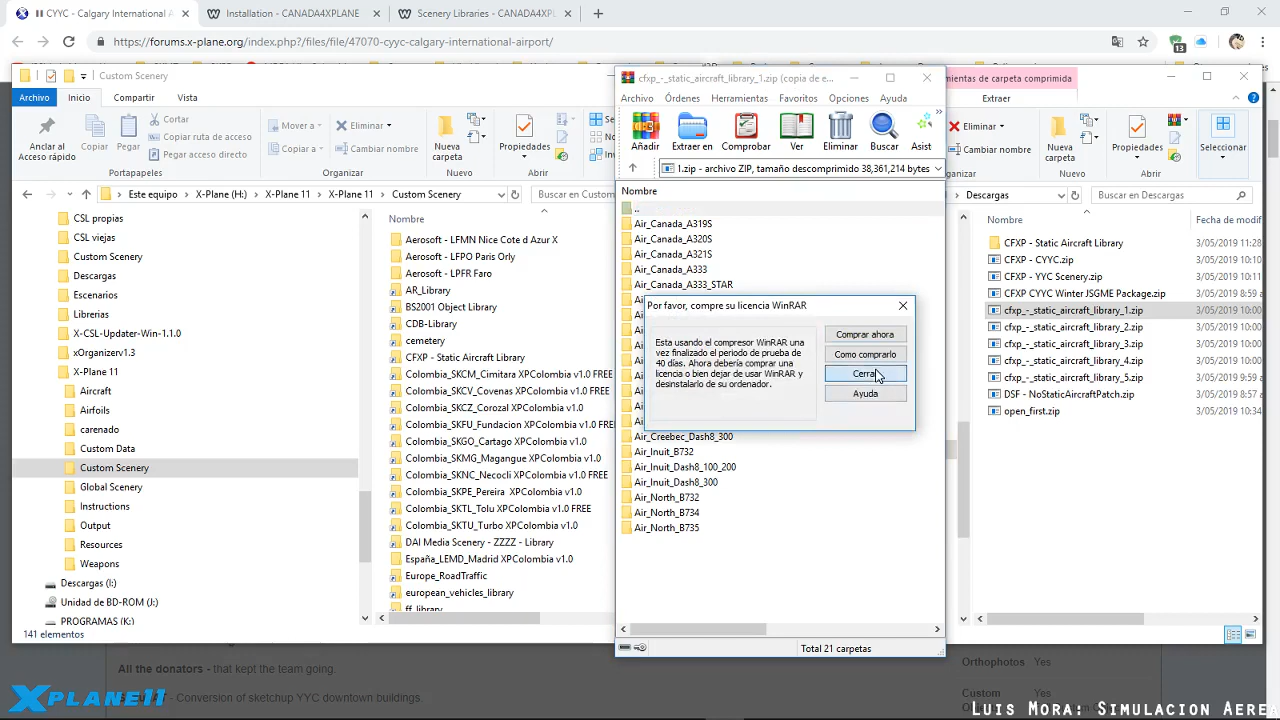 CYYC - Calgary International A
Installation - CANADA4XPLANE
Scenery Libraries - CANADA4XPL
https://forums.x-plane.org/index.php?/files/file/47070-cyyc-calgary-international-airport/
13
Custom Scenery
Archivo
Inicio
Compartir
Vista
Anclar al
Acceso rápido
Copiar
Pegar
Cortar
Copiar ruta de acceso
Pegar acceso directo
Portapapeles
Mover a
Copiar a
Eliminar
Cambiar nombre
Organizar
Nueva
carpeta
Nuevo
Propiedades
Abrir
Este equipo
X-Plane (H:)
X-Plane 11
X-Plane 11
Custom Scenery
Buscar en Custom
CSL propias
CSL viejas
Custom Scenery
Descargas
Escenarios
Librerias
X-CSL-Updater-Win-1.1.0
xOrganizerv1.3
X-Plane 11
Aircraft
Airfoils
carenado
Custom Data
Custom Scenery
Global Scenery
Instructions
Output
Resources
Weapons
Descargas (I:)
Unidad de BD-ROM (J:)
PROGRAMAS (K:)
141 elementos
Nombre
Aerosoft - LFMN Nice Cote d Azur X
Aerosoft - LFPO Paris Orly
Aerosoft - LPFR Faro
AR_Library
BS2001 Object Library
CDB-Library
cemetery
CFXP - Static Aircraft Library
Colombia_SKCM_Cimitara XPColombia v1.0 FREE
Colombia_SKCV_Covenas XPColombia v1.0 FREE
Colombia_SKCZ_Corozal XPColombia v1.0 FREE
Colombia_SKFU_Fundacion XPColombia v1.0 FREE
Colombia_SKGO_Cartago XPColombia v1.0
Colombia_SKMG_Magangue XPColombia v1.0
Colombia_SKNC_Necocli XPColombia v1.0 FREE
Colombia_SKPE_Pereira XPColombia v1.0
Colombia_SKTL_Tolu XPColombia v1.0 FREE
Colombia_SKTU_Turbo XPColombia v1.0
DAI Media Scenery - ZZZZ - Library
España_LEMD_Madrid XPColombia v1.0
Europe_RoadTraffic
european_vehicles_library
ff_library
cfxp_-_static_aircraft_library_1.zip (copia de e...
Archivo
Órdenes
Herramientas
Favoritos
Opciones
Ayuda
Añadir
Extraer en
Comprobar
Ver
Eliminar
Buscar
Asist
1.zip - archivo ZIP, tamaño descomprimido 38,361,214 bytes
Nombre
..
Air_Canada_A319S
Air_Canada_A320S
Air_Canada_A321S
Air_Canada_A333
Air_Canada_A333_STAR
Air_Creebec_Dash8_300
Air_Inuit_B732
Air_Inuit_Dash8_100_200
Air_Inuit_Dash8_300
Air_North_B732
Air_North_B734
Air_North_B735
Total 21 carpetas
Por favor, compre su licencia WinRAR
Esta usando el compresor WinRAR una
vez finalizado el periodo de prueba de
40 días. Ahora debería comprar una
licencia o bien dejar de usar WinRAR y
desinstalarlo de su ordenador.
Comprar ahora
Como comprarlo
Cerrar
Ayuda
mientas de carpeta comprimida
Extraer
Eliminar
Cambiar nombre
Nueva
carpeta
Nuevo
Propiedades
Abrir
Seleccionar
Descargas
Buscar en Descargas
Nombre
Fecha de modif
CFXP - Static Aircraft Library
3/05/2019 11:28
CFXP - CYYC.zip
3/05/2019 10:10
CFXP - YYC Scenery.zip
3/05/2019 10:1
CFXP CYYC Winter JSGME Package.zip
3/05/2019 8:59
cfxp_-_static_aircraft_library_1.zip
3/05/2019 10:00
cfxp_-_static_aircraft_library_2.zip
3/05/2019 10:00
cfxp_-_static_aircraft_library_3.zip
3/05/2019 10:00
cfxp_-_static_aircraft_library_4.zip
3/05/2019 10:00
cfxp_-_static_aircraft_library_5.zip
3/05/2019 9:59
DSF - NoStaticAircraftPatch.zip
3/05/2019 10:1
open_first.zip
3/05/2019 10:34
All the donators - that kept the team going.
- Conversion of sketchup YYC downtown buildings.
Orthophotos Yes
Custom Yes
XPLANE11
LUIS MORA: SIMULACION AEREA